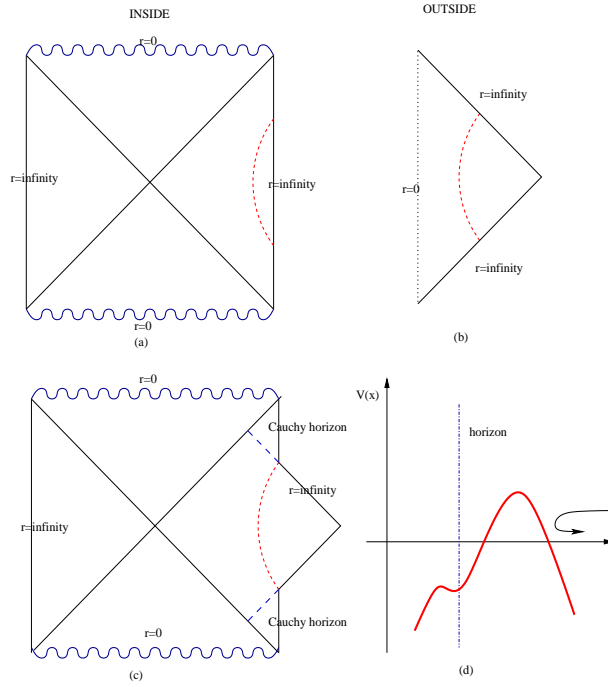 INSIDE
OUTSIDE
r=0
r=infinity
r=infinity
r=infinity
r=0
r=infinity
r=0
(a)
(b)
r=0
Cauchy horizon
r=infinity
r=infinity
Cauchy horizon
r=0
(c)
V(x)
horizon
(d)